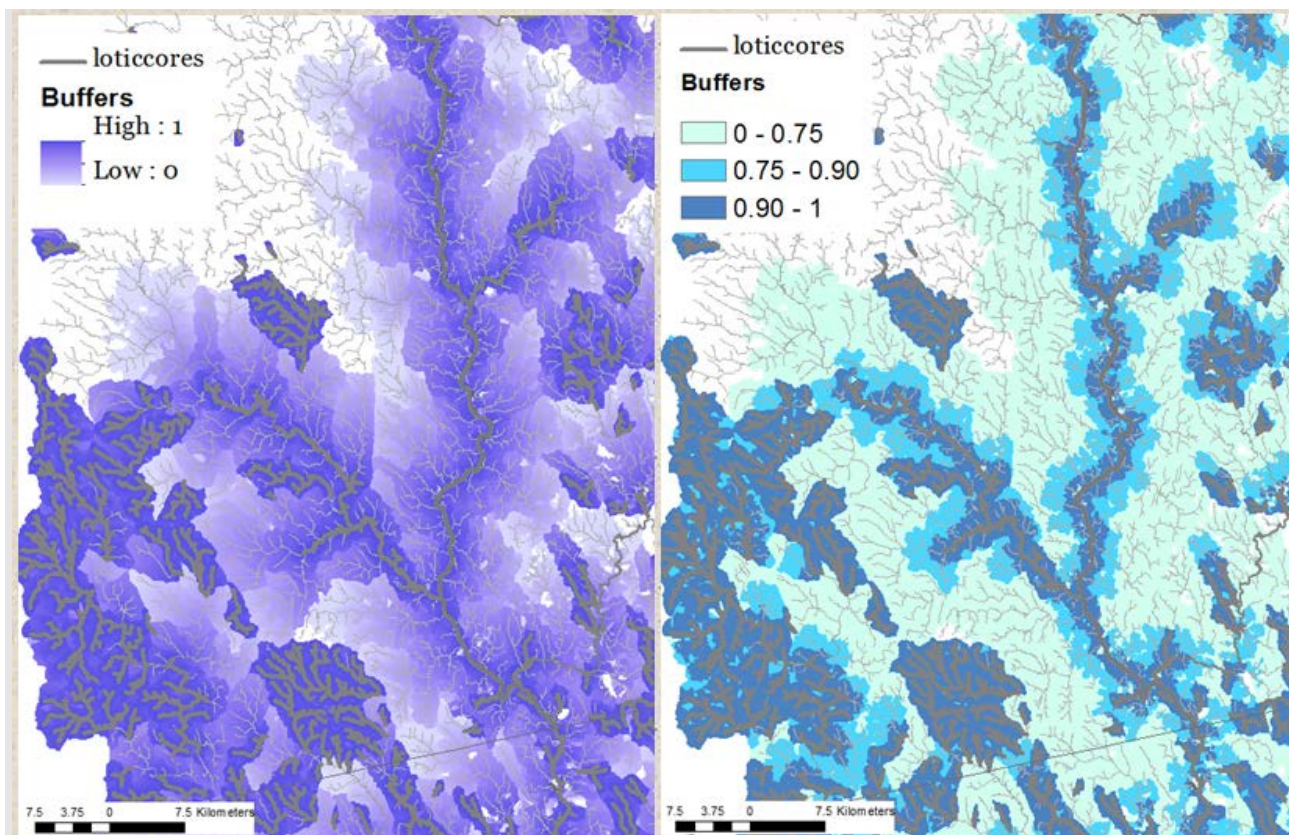 loticcores
Buffers
High : 1
Low : 0
7.5 3.75 0 7.5 Kilometers
loticcores
Buffers
0 - 0.75
0.75 - 0.90
0.90 - 1
7.5 3.75 0 7.5 Kilometers